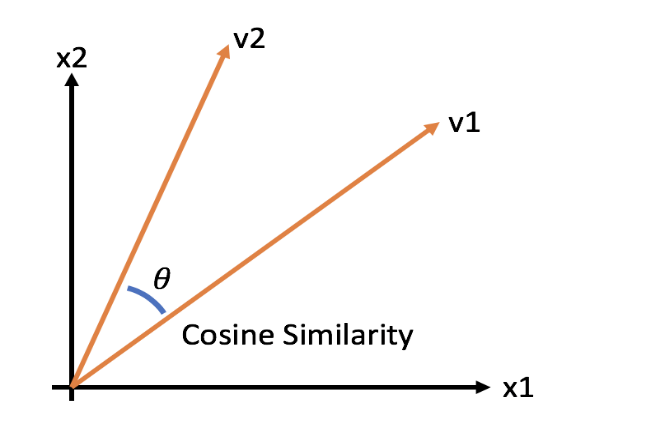 v2
x2
v1
θ
Cosine Similarity
x1